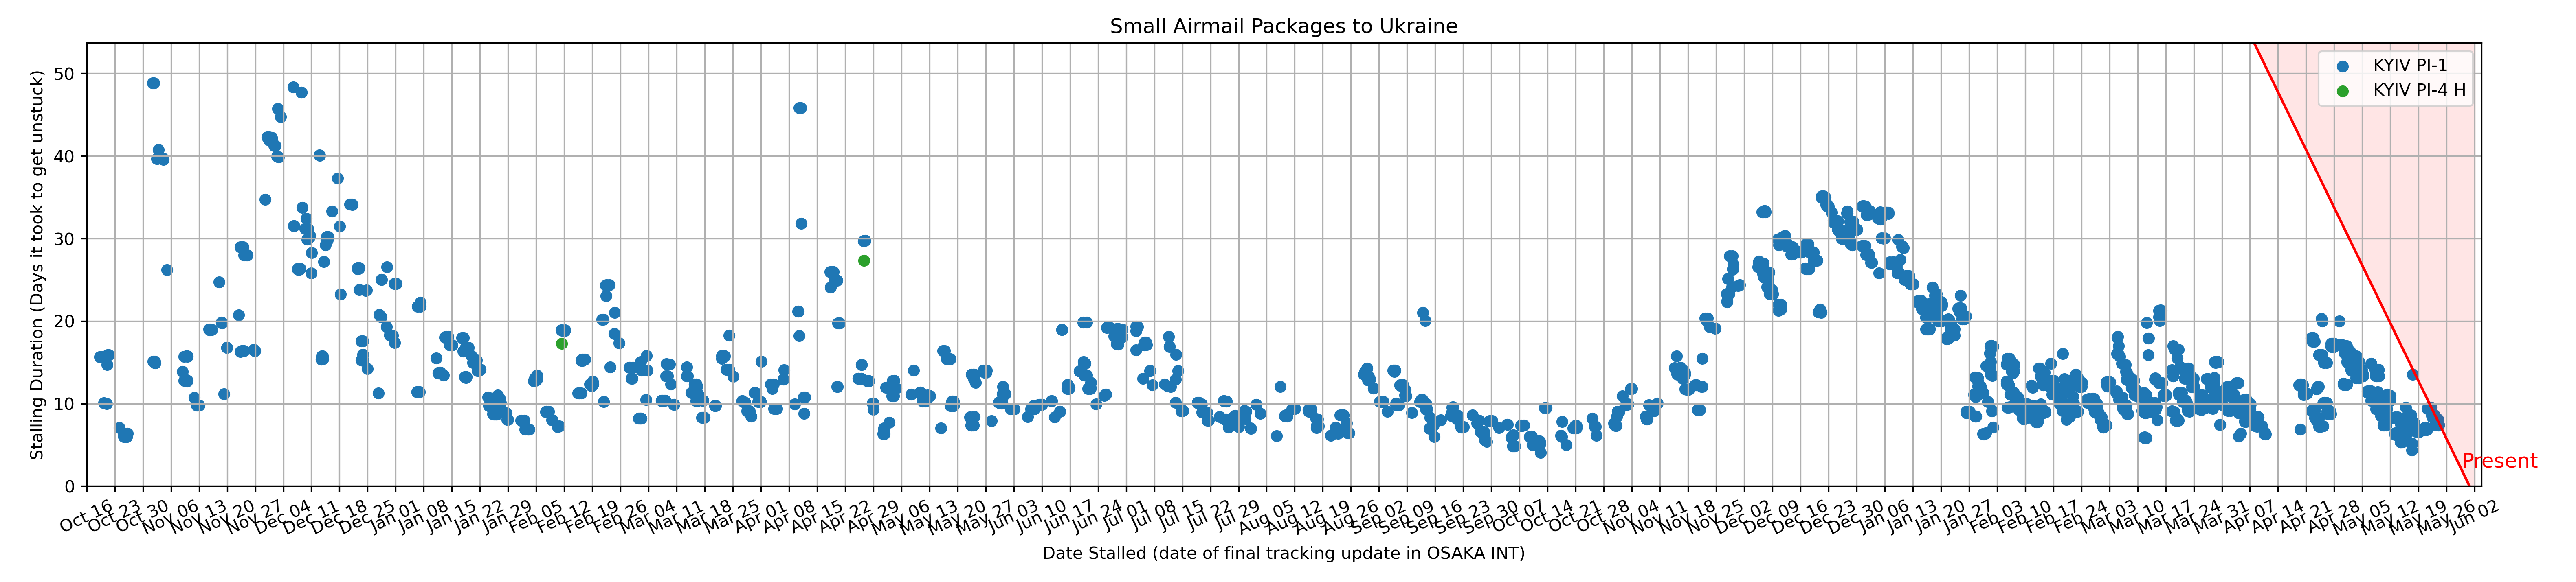 Small Airmail Packages to Ukraine
Stalling Duration (Days it took to get unstuck)
50
40
30
20
10
0
KYIV PI-1
KYIV PI-4 H
Present
Oct 16
Oct 23
Oct 30
Nov 06
Nov 13
Nov 20
Nov 27
Dec 04
Dec 11
Dec 18
Dec 25
Jan 01
Jan 08
Jan 15
Jan 22
Jan 29
Feb 05
Feb 12
Feb 19
Feb 26
Mar 04
Mar 11
Mar 18
Mar 25
Apr 01
Apr 08
Apr 15
Apr 22
Apr 29
May 06
May 13
May 20
May 27
Jun 03
Jun 10
Jun 17
Jun 24
Jul 01
Jul 08
Jul 15
Jul 22
Jul 29
Aug 05
Aug 12
Aug 19
Aug 26
Sep 02
Sep 09
Sep 16
Sep 23
Sep 30
Oct 07
Oct 14
Oct 21
Oct 28
Nov 04
Nov 11
Nov 18
Nov 25
Dec 02
Dec 09
Dec 16
Dec 23
Dec 30
Jan 06
Jan 13
Jan 20
Jan 27
Feb 03
Feb 10
Feb 17
Feb 24
Mar 03
Mar 10
Mar 17
Mar 24
Mar 31
Apr 07
Apr 14
Apr 21
Apr 28
May 05
May 12
May 19
May 26
Jun 02
Date Stalled (date of final tracking update in OSAKA INT)